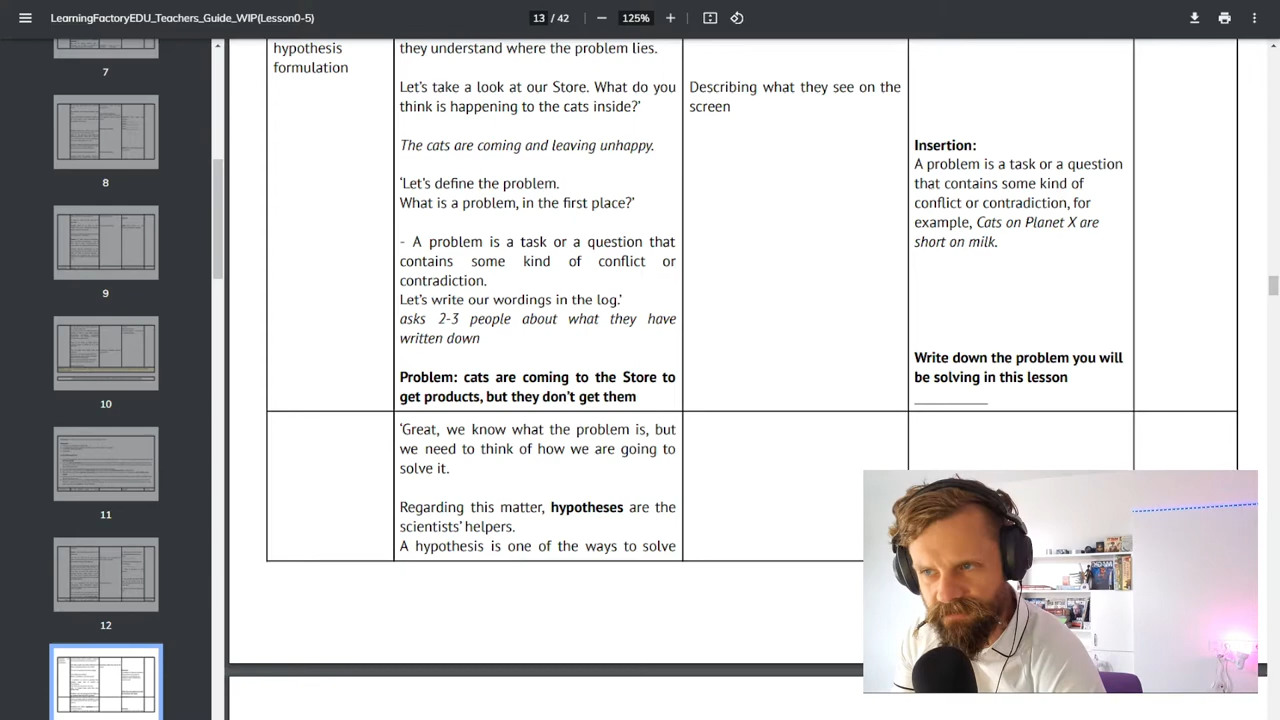 LearningFactoryEDU_Teachers_Guide_WIP(Lesson0-5)
13 / 42
125%
7
8
9
10
11
12
hypothesis
formulation
they understand where the problem lies.
Let's take a look at our Store. What do you
think is happening to the cats inside?’
The cats are coming and leaving unhappy.
‘Let's define the problem.
What is a problem, in the first place?’
- A problem is a task or a question that
contains some kind of conflict or
contradiction.
Let's write our wordings in the log.’
asks 2-3 people about what they have
written down
Problem: cats are coming to the Store to
get products, but they don't get them
Describing what they see on the
screen
Insertion:
A problem is a task or a question
that contains some kind of
conflict or contradiction, for
example, Cats on Planet X are
short on milk.
Write down the problem you will
be solving in this lesson
__________
‘Great, we know what the problem is, but
we need to think of how we are going to
solve it.
Regarding this matter, hypotheses are the
scientists’ helpers.
A hypothesis is one of the ways to solve